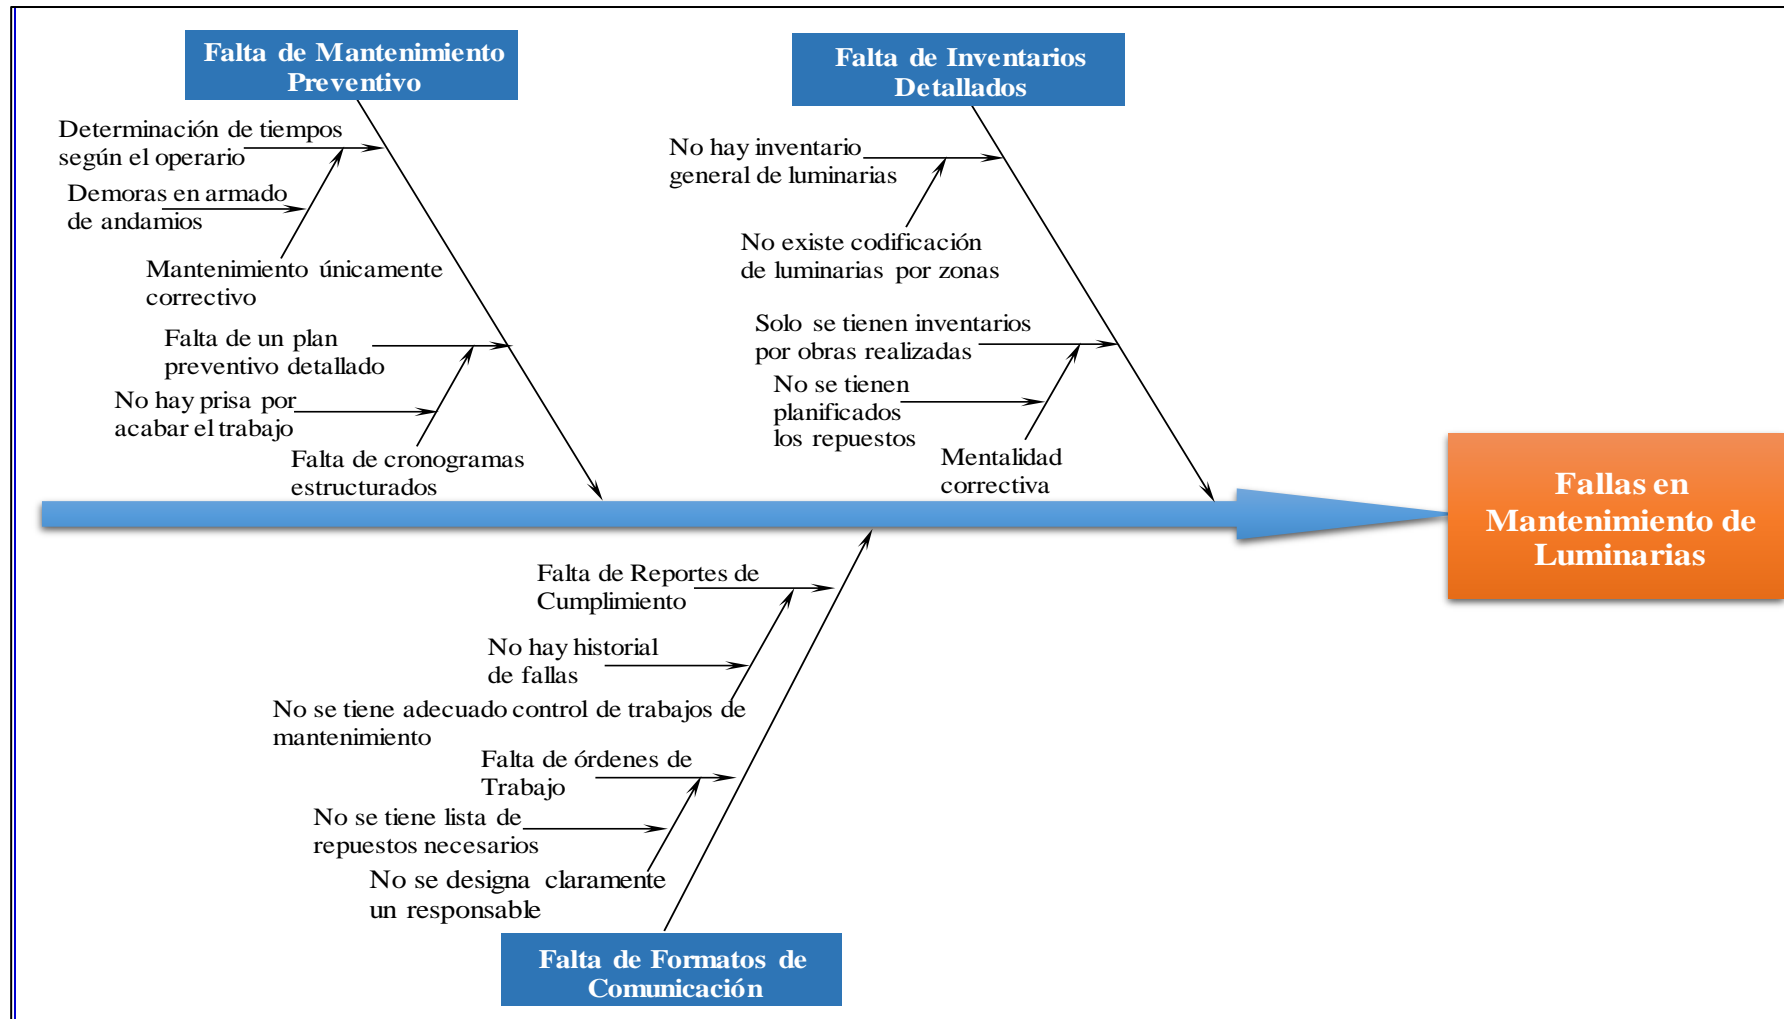 Falta de Mantenimiento
Preventivo
Determinación de tiempos
según el operario
Demoras en armado
de andamios
Mantenimiento únicamente
correctivo
Falta de un plan
preventivo detallado
No hay prisa por
acabar el trabajo
Falta de cronogramas
estructurados
Falta de Inventarios
Detallados
No hay inventario
general de luminarias
No existe codificación
de luminarias por zonas
Solo se tienen inventarios
por obras realizadas
No se tienen
planificados
los repuestos
Mentalidad
correctiva
Fallas en
Mantenimiento de
Luminarias
Falta de Reportes de
Cumplimiento
No hay historial
de fallas
No se tiene adecuado control de trabajos de
mantenimiento
Falta de órdenes de
Trabajo
No se tiene lista de
repuestos necesarios
No se designa claramente
un responsable
Falta de Formatos de
Comunicación